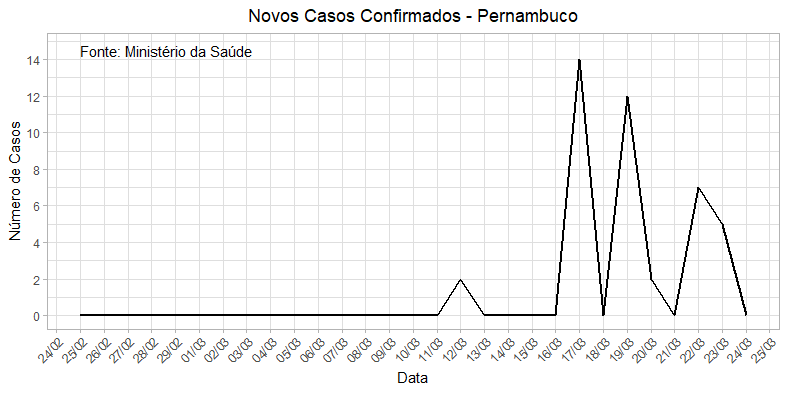 Novos Casos Confirmados - Pernambuco
Fonte: Ministério da Saúde
Número de Casos
14
12
10
8
6
4
2
0
24/02 25/02 26/02 27/02 28/02 29/02 01/03 02/03 03/03 04/03 05/03 06/03 07/03 08/03 09/03 10/03 11/03 12/03 13/03 14/03 15/03 16/03 17/03 18/03 19/03 20/03 21/03 22/03 23/03 24/03 25/03
Data